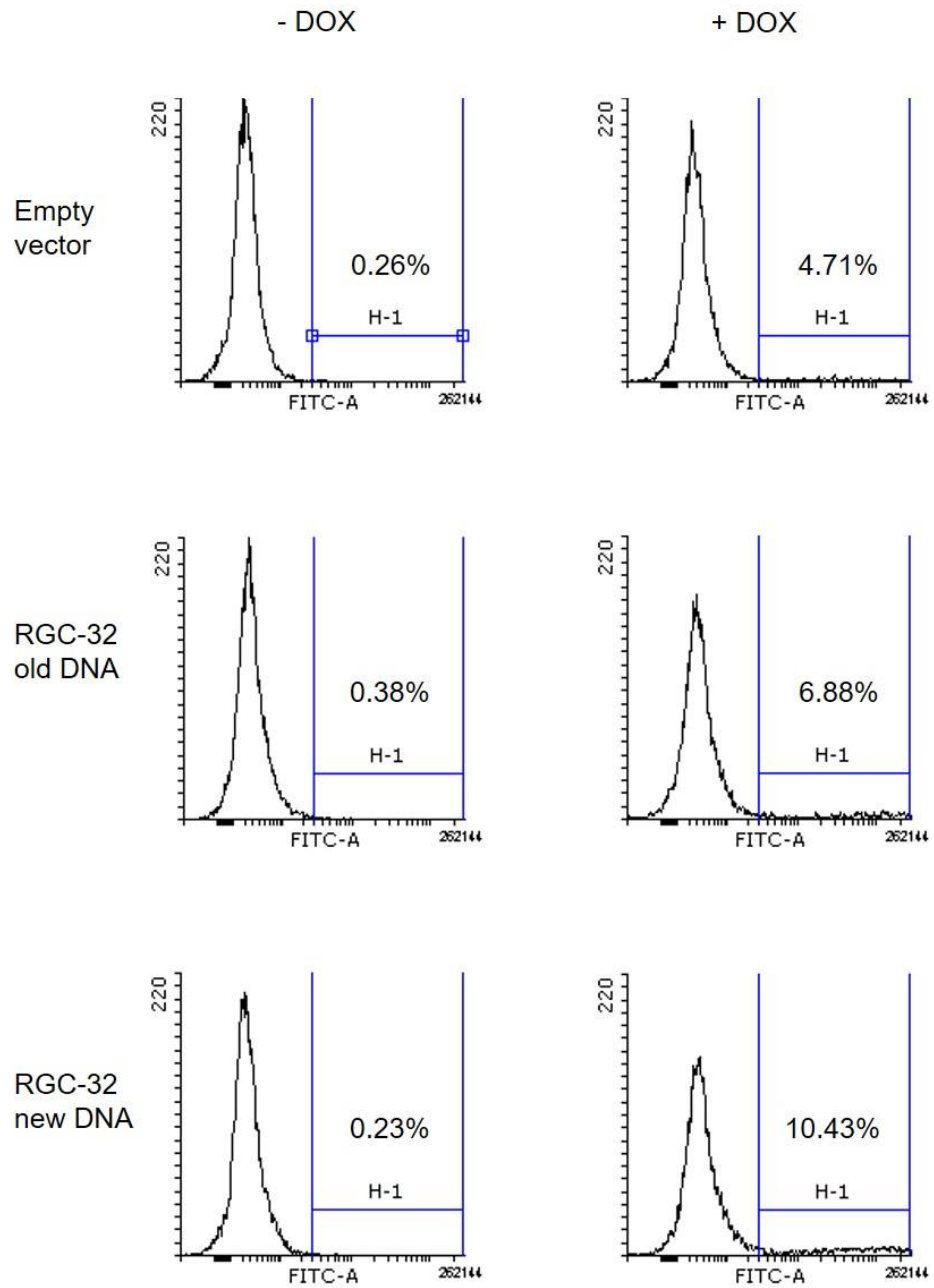 - DOX
+ DOX
Empty
vector
220
0.26%
H-1
FITC-A
262144
220
4.71%
H-1
FITC-A
262144
RGC-32
old DNA
220
0.38%
H-1
FITC-A
262144
220
6.88%
H-1
FITC-A
262144
RGC-32
new DNA
220
0.23%
H-1
FITC-A
262144
220
10.43%
H-1
FITC-A
262144